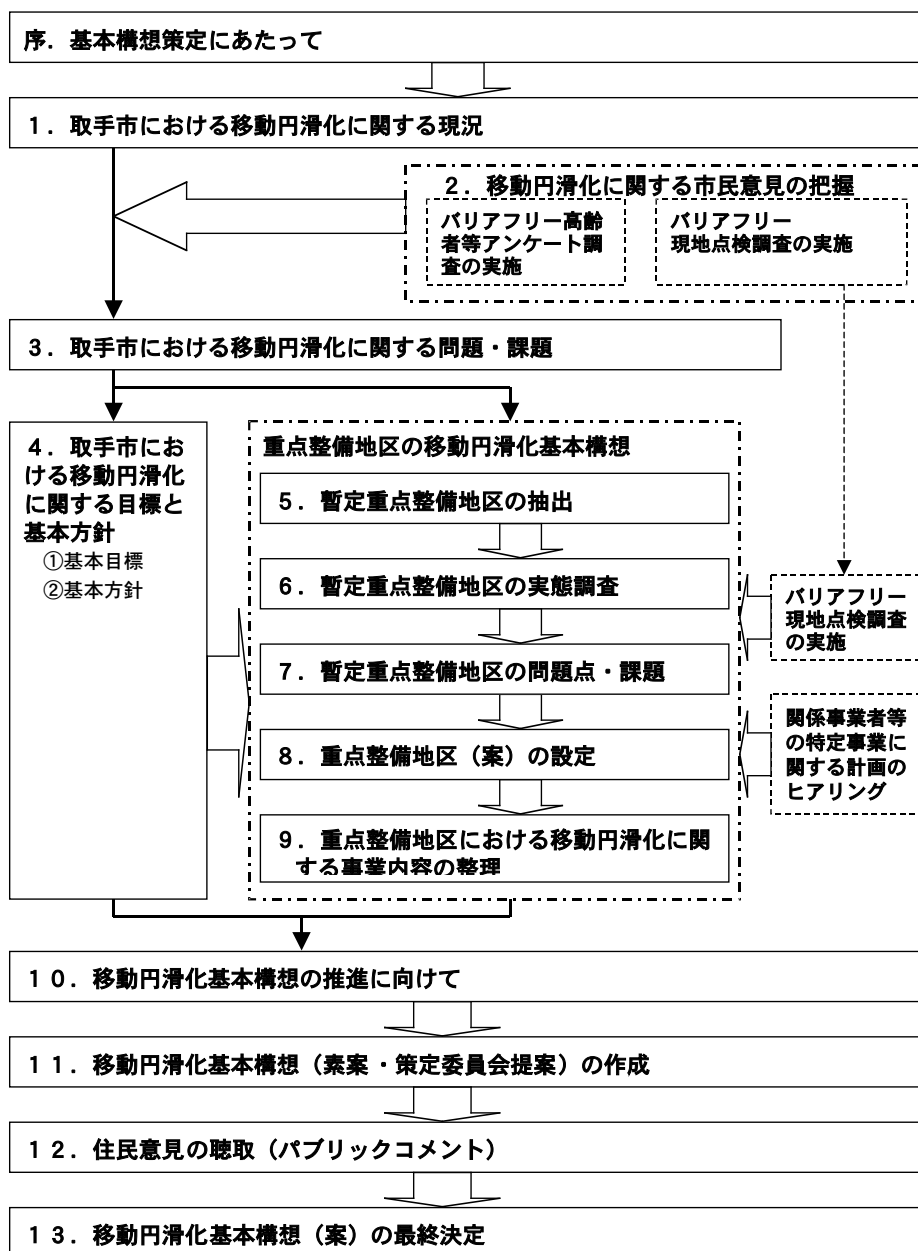 序．基本構想策定にあたって
１．取手市における移動円滑化に関する現況
２．移動円滑化に関する市民意見の把握
バリアフリー高齢
者等アンケート調
査の実施
バリアフリー
現地点検調査の実施
３．取手市における移動円滑化に関する問題・課題
４．取手市にお
ける移動円滑化
に関する目標と
基本方針
①基本目標
②基本方針
重点整備地区の移動円滑化基本構想
５．暫定重点整備地区の抽出
６．暫定重点整備地区の実態調査
７．暫定重点整備地区の問題点・課題
８．重点整備地区（案）の設定
９．重点整備地区における移動円滑化に関
する事業内容の整理
バリアフリー
現地点検調査
の実施
関係事業者等
の特定事業に
関する計画の
ヒアリング
１０．移動円滑化基本構想の推進に向けて
１１．移動円滑化基本構想（素案・策定委員会提案）の作成
１２．住民意見の聴取（パブリックコメント）
１３．移動円滑化基本構想（案）の最終決定